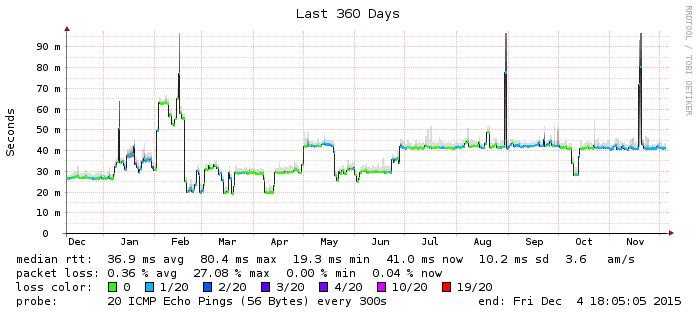 Last 360 Days
RRDTOOL / TOBI OETIKER
Seconds
90 m
80 m
70 m
60 m
50 m
40 m
30 m
20 m
10 m
0
Dec Jan Feb Mar Apr May Jun Jul Aug Sep Oct Nov
median rtt: 36.9 ms avg 80.4 ms max 19.3 ms min 41.0 ms now 10.2 ms sd 3.6 am/s
packet loss: 0.36 % avg 27.08 % max 0.00 % min 0.04 % now
loss color: 0 1/20 2/20 3/20 4/20 10/20 19/20
probe: 20 ICMP Echo Pings (56 Bytes) every 300s end: Fri Dec 4 18:05:05 2015